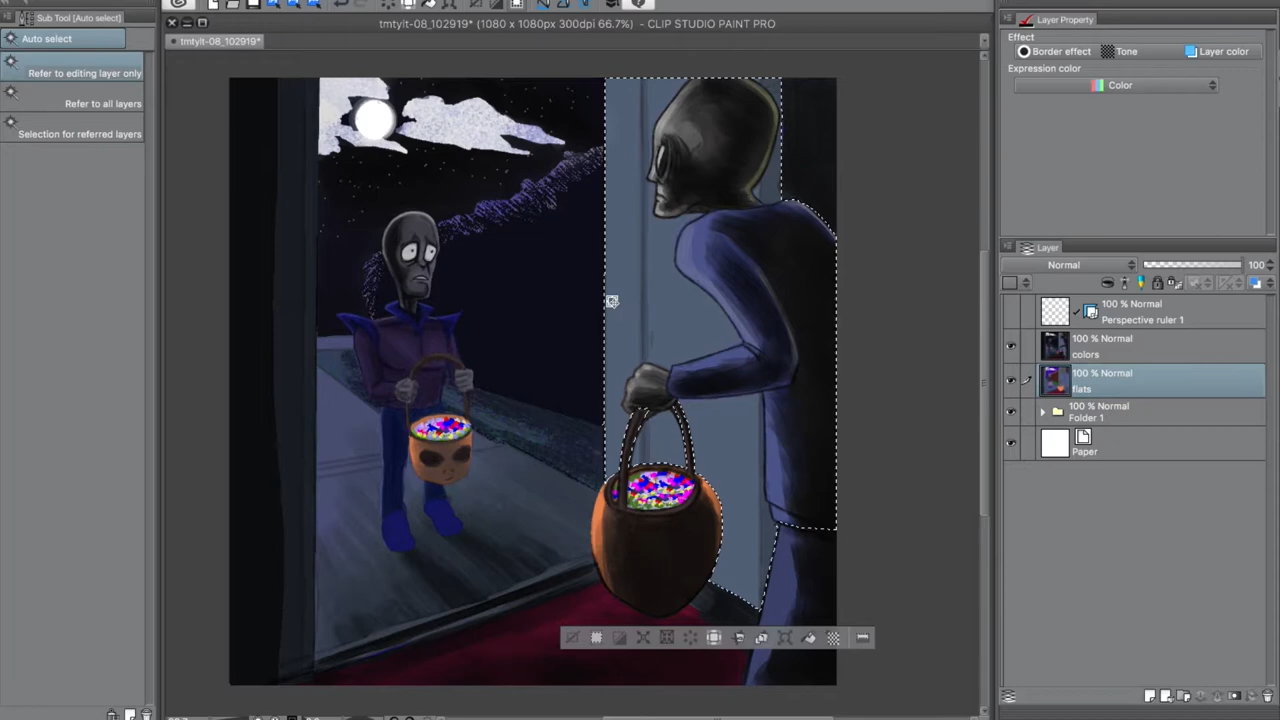 Sub Tool [Auto select]
Auto select
Refer to editing layer only
Refer to all layers
Selection for referred layers
tmtylt-08_102919* (1080 x 1080px 300dpi 66.7%) - CLIP STUDIO PAINT PRO
tmtylt-08_102919*
Layer Property
Effect
Border effect Tone Layer color
Expression color
Color
Layer
Normal 100
100 % Normal
Perspective ruler 1
100 % Normal
colors
100 % Normal
flats
100 % Normal
Folder 1
Paper